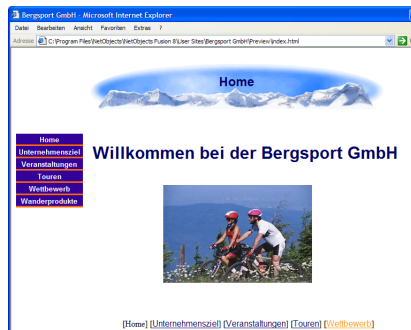 Bergsport GmbH - Microsoft Internet Explorer
Datei Bearbeiten Ansicht Favoriten Extras ?
Adresse C:\Program Files\NetObjects\NetObjects Fusion 8\User Sites\Bergsport GmbH\Preview\index.html
Home
Home
Unternehmensziel
Veranstaltungen
Touren
Wettbewerb
Wanderprodukte
Willkommen bei der Bergsport GmbH
[Home] [Unternehmensziel] [Veranstaltungen] [Touren] [Wettbewerb]